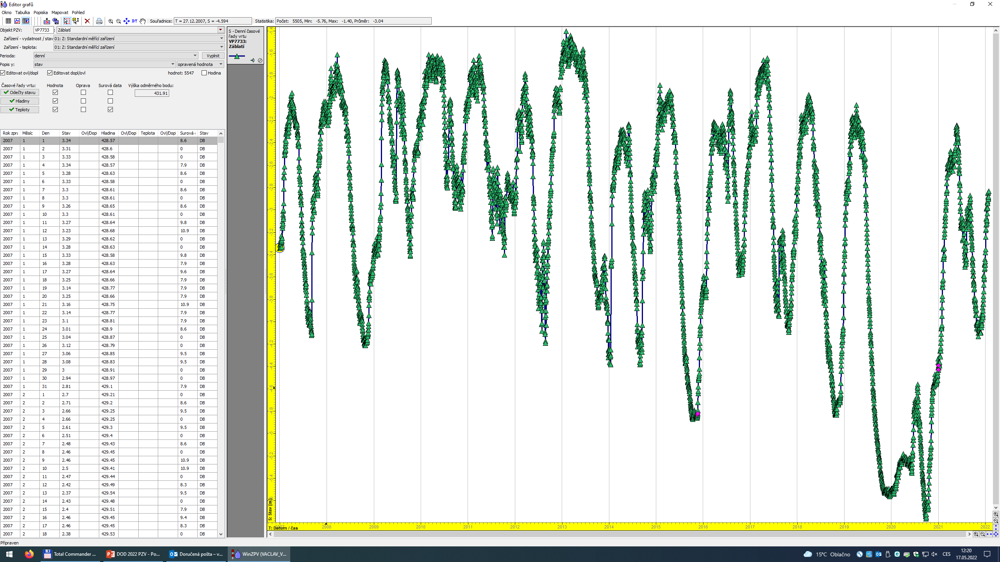 Editor grafů
Okno Tabulka Popiska Mapovat Pohled
Souřadnice: T = 27.12.2007, S = -4.594 Statistika: Počet: 5505, Min: -5.76, Max: -1.40, Průměr: -3.04
Objekt PZV: VP7733 : Záblatí
Zařízení - vydatnost / stav 01: Z: Standardní měřící zařízení
Zařízení - teplota: 01: Z: Standardní měřící zařízení
Perioda: denní Vyplnit
Popis y: stav opravená hodnota
Editovat ovl/dopl Editovat dopl/ovl hodnot: 5547 Hodina
Časové řady vrtu: Hodnota Oprava Surová data Výška odměrného bodu:
Odečty stavu 431.91
Hladiny
Teploty
Rok zpra Měsíc Den Stav Ovl/Dopl Hladina Ovl/Dopl Teplota Ovl/Dopl Surová Stav
2007 1 1 3.34 428.57 8.6 DB
2007 1 2 3.31 428.6 0 DB
2007 1 3 3.33 428.58 0 DB
2007 1 4 3.34 428.57 7.9 DB
2007 1 5 3.28 428.63 8.6 DB
2007 1 6 3.33 428.58 0 DB
2007 1 7 3.3 428.61 8.6 DB
2007 1 8 3.3 428.61 0 DB
2007 1 9 3.26 428.65 8.6 DB
2007 1 10 3.3 428.61 0 DB
2007 1 11 3.27 428.64 9.8 DB
2007 1 12 3.23 428.68 10.9 DB
2007 1 13 3.29 428.62 0 DB
2007 1 14 3.28 428.63 0 DB
2007 1 15 3.33 428.58 9.8 DB
2007 1 16 3.28 428.63 7.9 DB
2007 1 17 3.27 428.64 9.6 DB
2007 1 18 3.25 428.66 7.9 DB
2007 1 19 3.14 428.77 7.9 DB
2007 1 20 3.25 428.66 7.9 DB
2007 1 21 3.16 428.75 10.9 DB
2007 1 22 3.14 428.77 7.9 DB
2007 1 23 3.1 428.81 7.9 DB
2007 1 24 3.01 428.9 8.6 DB
2007 1 25 3.04 428.87 0 DB
2007 1 26 3.12 428.79 0 DB
2007 1 27 3.06 428.85 9.5 DB
2007 1 28 3.08 428.83 9.5 DB
2007 1 29 3 428.91 0 DB
2007 1 30 2.94 428.97 0 DB
2007 1 31 2.81 429.1 7.9 DB
2007 2 1 2.7 429.21 0 DB
2007 2 2 2.71 429.2 8.6 DB
2007 2 3 2.66 429.25 9.5 DB
2007 2 4 2.66 429.25 0 DB
2007 2 5 2.61 429.3 9.5 DB
2007 2 6 2.51 429.4 0 DB
2007 2 7 2.48 429.43 8.6 DB
2007 2 8 2.46 429.45 0 DB
2007 2 9 2.46 429.45 10.9 DB
2007 2 10 2.5 429.41 10.9 DB
2007 2 11 2.47 429.44 0 DB
2007 2 12 2.42 429.49 8.3 DB
2007 2 13 2.37 429.54 9.5 DB
2007 2 14 2.43 429.48 0 DB
2007 2 15 2.4 429.51 7.9 DB
2007 2 16 2.46 429.45 9.4 DB
2007 2 17 2.46 429.45 8.3 DB
2007 2 18 2.38 429.53 0 DB
S - Denní časové
řady vrtu
VP7733:
Záblatí
-1.4
-1.6
-1.8
-2
-2.2
-2.4
-2.6
-2.8
-3
-3.2
-3.4
-3.6
-3.8
-4
-4.2
-4.4
-4.6
-4.8
-5
-5.2
-5.4
S: Stav [m]
T: Datum / čas 2008 2009 2010 2011 2012 2013 2014 2015 2016 2017 2018 2019 2020 2021 2022
Připraven
Total Commander ... DOD 2022 PZV - Po... Doručená pošta – v... WinZPV (VACLAV_V... 15°C Oblačno CES 12:20
17.05.2022